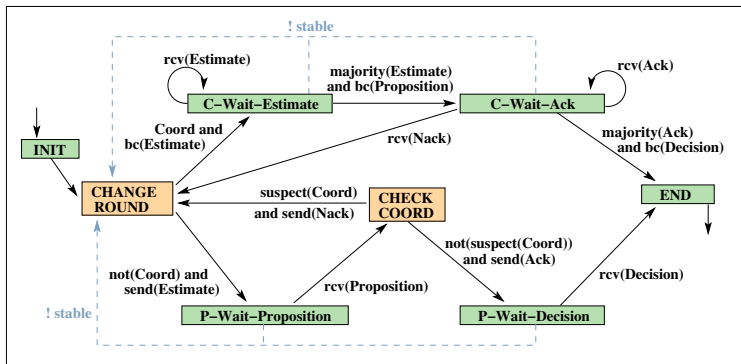 ! stable
rcv(Estimate)
majority(Estimate)
and bc(Proposition)
rcv(Ack)
C-Wait-Estimate
C-Wait-Ack
Coord and
bc(Estimate)
rcv(Nack)
majority(Ack)
and bc(Decision)
INIT
CHANGE
ROUND
suspect(Coord)
and send(Nack)
CHECK
COORD
END
not(Coord) and
send(Estimate)
rcv(Proposition)
not(suspect(Coord))
and send(Ack)
rcv(Decision)
! stable
P-Wait-Proposition
P-Wait-Decision